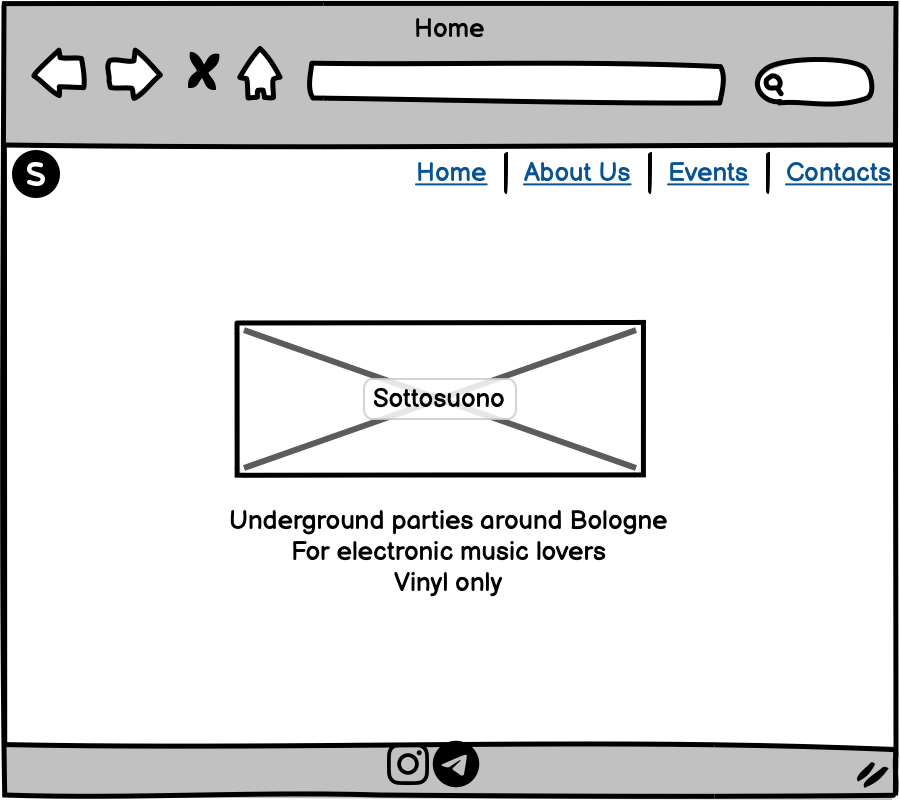 Home
S
Home | About Us | Events | Contacts
Sottosuono
Underground parties around Bologne
For electronic music lovers
Vinyl only